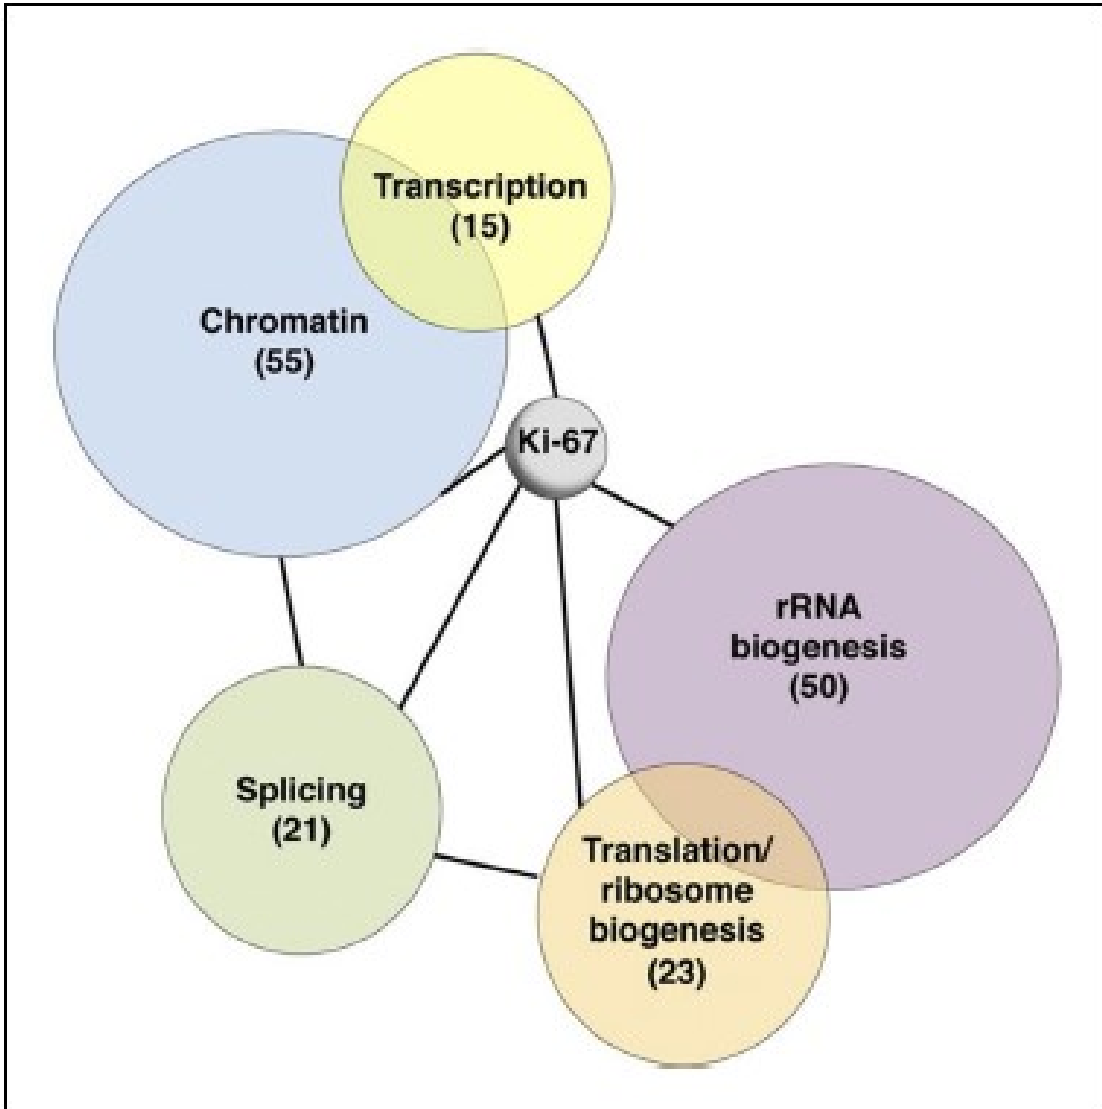 Transcription
(15)
Chromatin
(55)
Ki-67
rRNA
biogenesis
(50)
Splicing
(21)
Translation/
ribosome
biogenesis
(23)